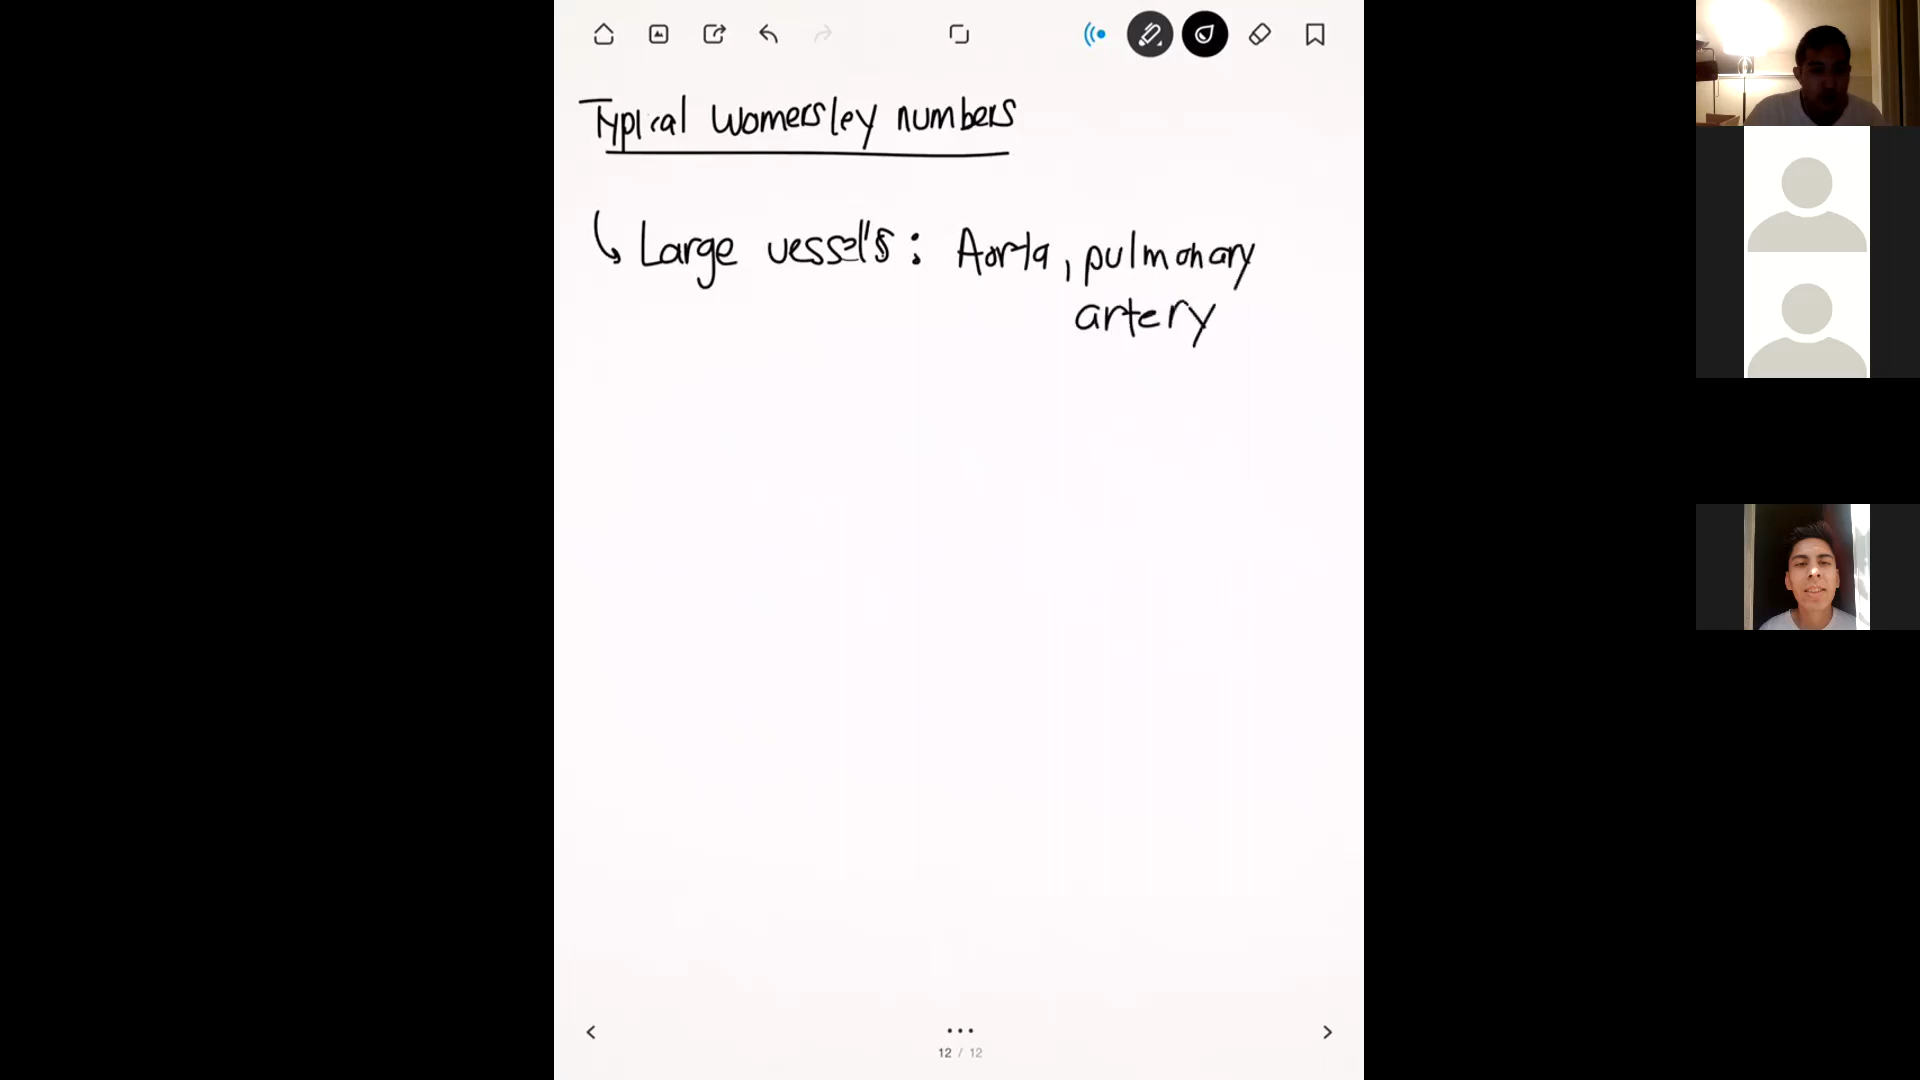 Typical Womersley numbers
Large vessels: Aorta, pulmonary
artery
12 / 12